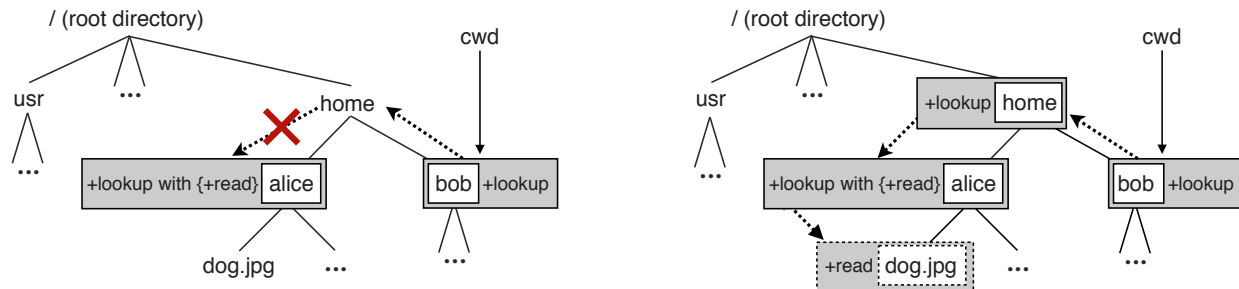 / (root directory)
cwd
usr
...
home
...
+lookup with {+read} alice
bob +lookup
dog.jpg
...
...
/ (root directory)
cwd
usr
...
+lookup home
...
+lookup with {+read} alice
bob +lookup
+read dog.jpg
...
...